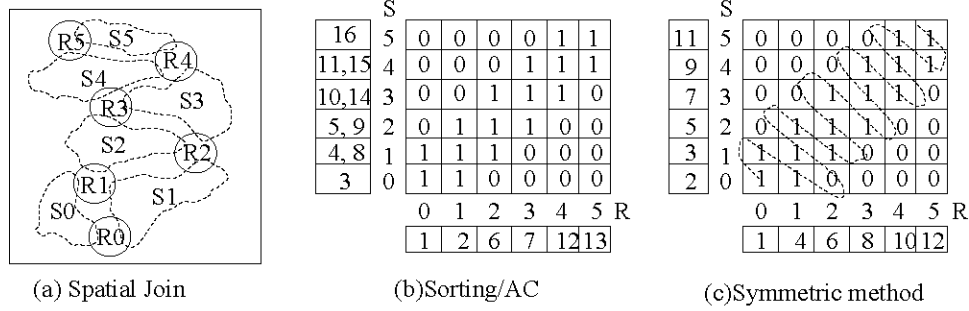 R5 S5
R4
S4
R3 S3
S2
R2
R1
S1
S0
R0
(a) Spatial Join
S
16 5 0 0 0 0 1 1
11,15 4 0 0 0 1 1 1
10,14 3 0 0 1 1 1 0
5, 9 2 0 1 1 1 0 0
4, 8 1 1 1 1 0 0 0
3 0 1 1 0 0 0 0
0 1 2 3 4 5 R
1 2 6 7 12 13
(b)Sorting/AC
S
11 5 0 0 0 0 1 1
9 4 0 0 0 1 1 1
7 3 0 0 1 1 1 0
5 2 0 1 1 1 0 0
3 1 1 1 1 0 0 0
2 0 1 1 0 0 0 0
0 1 2 3 4 5 R
1 4 6 8 10 12
(c)Symmetric method